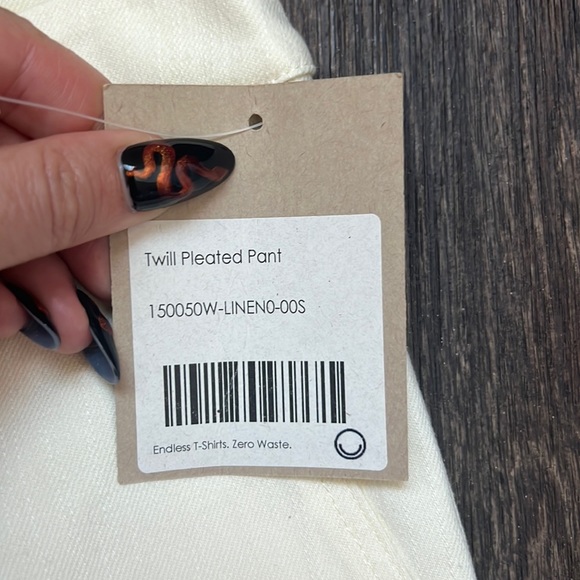 Twill Pleated Pant
150050W-LINEN0-00S
Endless T-Shirts. Zero Waste.